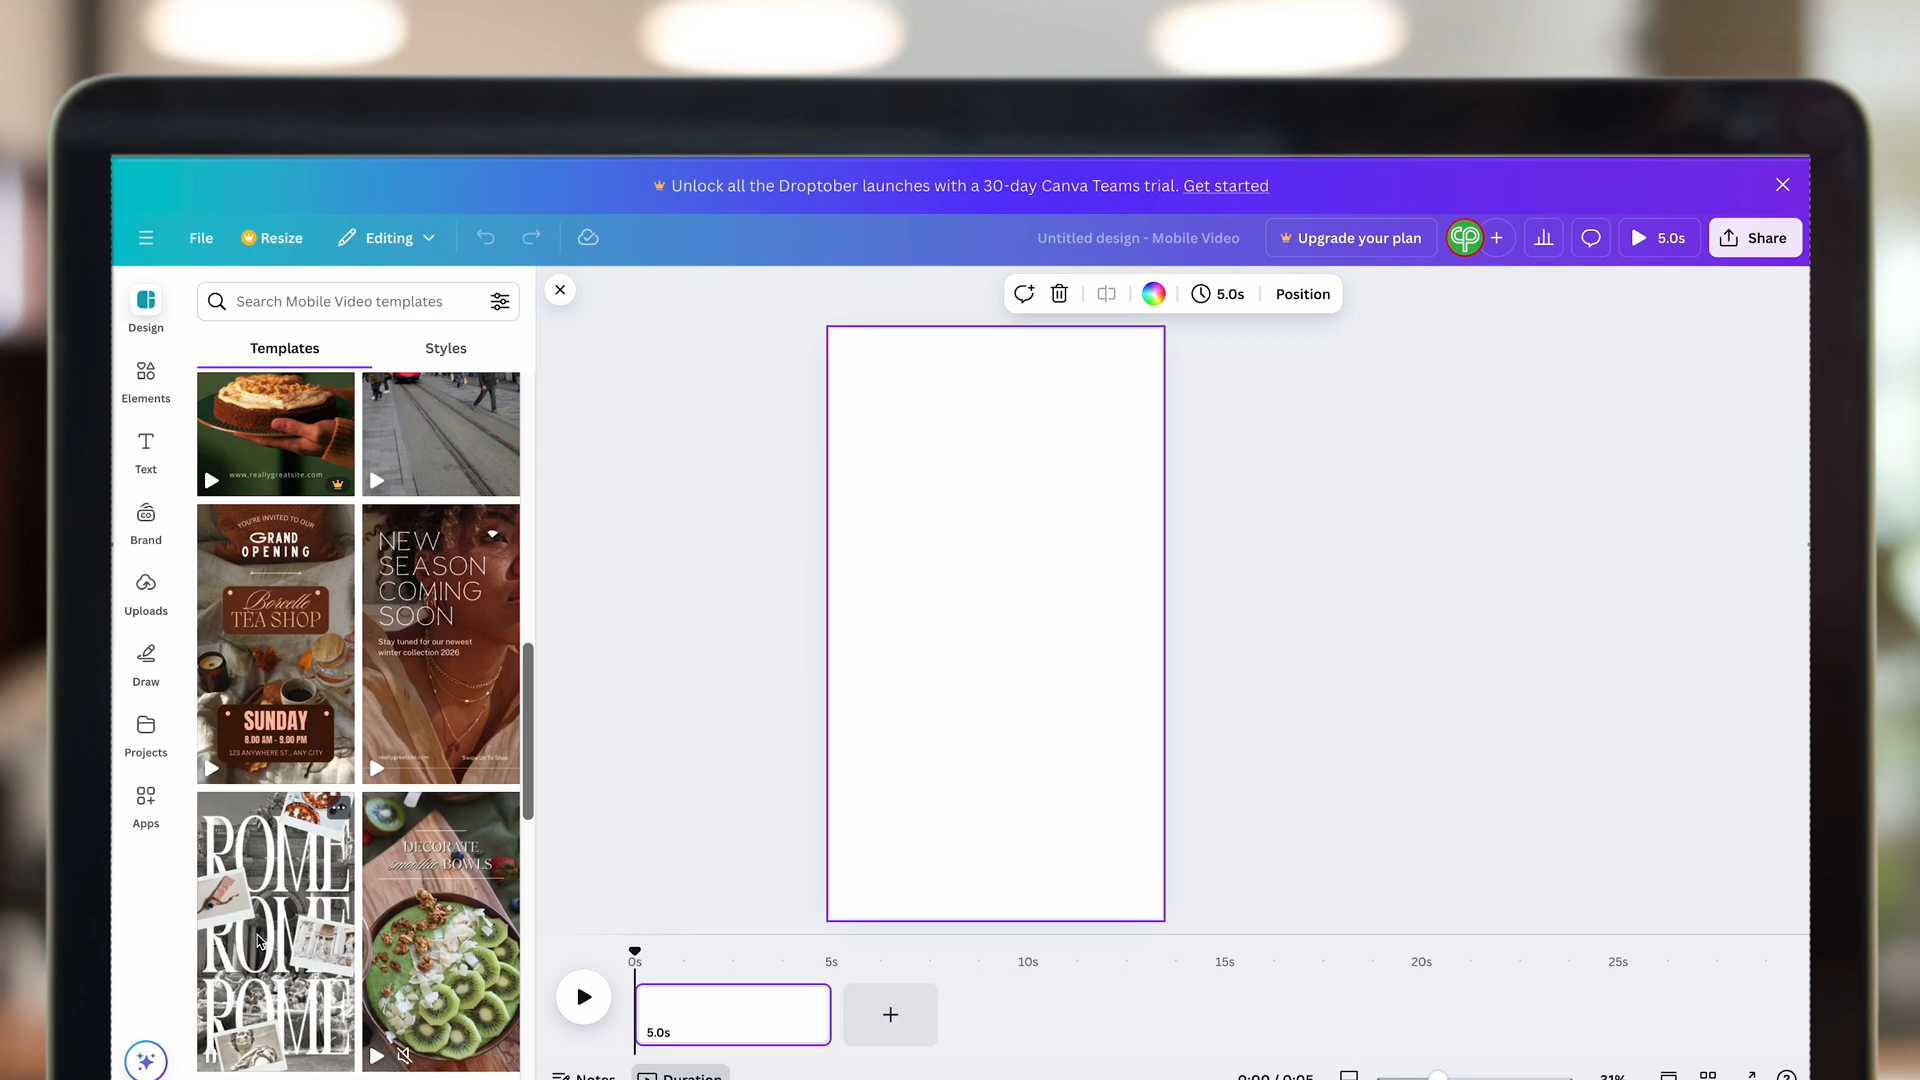 Unlock all the Droptober launches with a 30-day Canva Teams trial. Get started
File
Resize
Editing
Untitled design - Mobile Video
Upgrade your plan
5.0s
Share
Design
Elements
Text
Brand
Uploads
Draw
Projects
Apps
Search Mobile Video templates
Templates
Styles
www.reallygreatsite.com
YOU'RE INVITED TO OUR
GRAND
OPENING
Borcelle
TEA SHOP
SUNDAY
8.00 AM - 9.00 PM
123 ANYWHERE ST., ANY CITY
NEW
SEASON
COMING
SOON
Stay tuned for our newest
winter collection 2026
reallygreatsite.com
Swipe Up To Shop
ROME
ROME
ROME
DECORATE
smoothie BOWLS
5.0s
Position
0s
5s
10s
15s
20s
25s
5.0s
Notes
Duration
0:00 / 0:05
31%